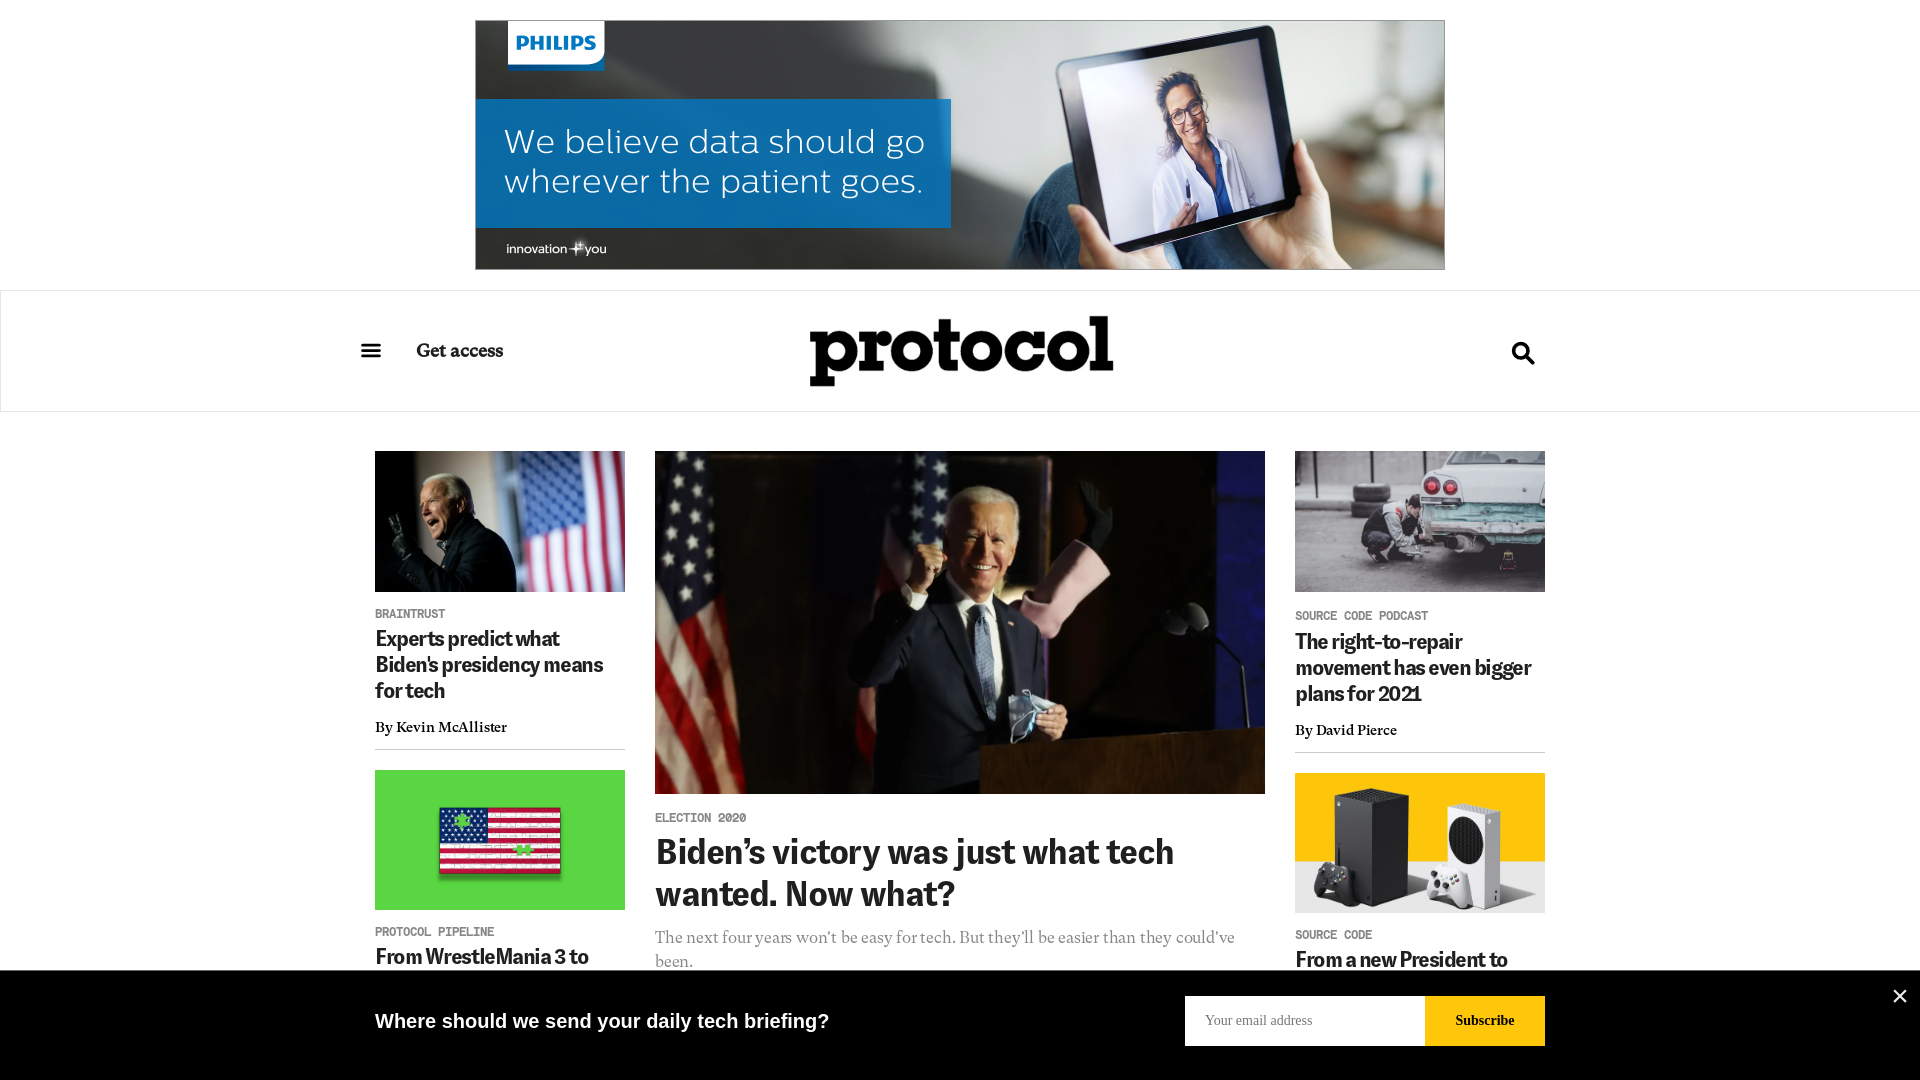 PHILIPS
We believe data should go
wherever the patient goes.
innovation you
Get access
protocol
BRAINTRUST
Experts predict what
Biden's presidency means
for tech
By Kevin McAllister
PROTOCOL PIPELINE
From WrestleMania 3 to
ELECTION 2020
Biden’s victory was just what tech
wanted. Now what?
The next four years won't be easy for tech. But they'll be easier than they could've
been.
SOURCE CODE PODCAST
The right-to-repair
movement has even bigger
plans for 2021
By David Pierce
SOURCE CODE
From a new President to
Where should we send your daily tech briefing?
Your email address
Subscribe